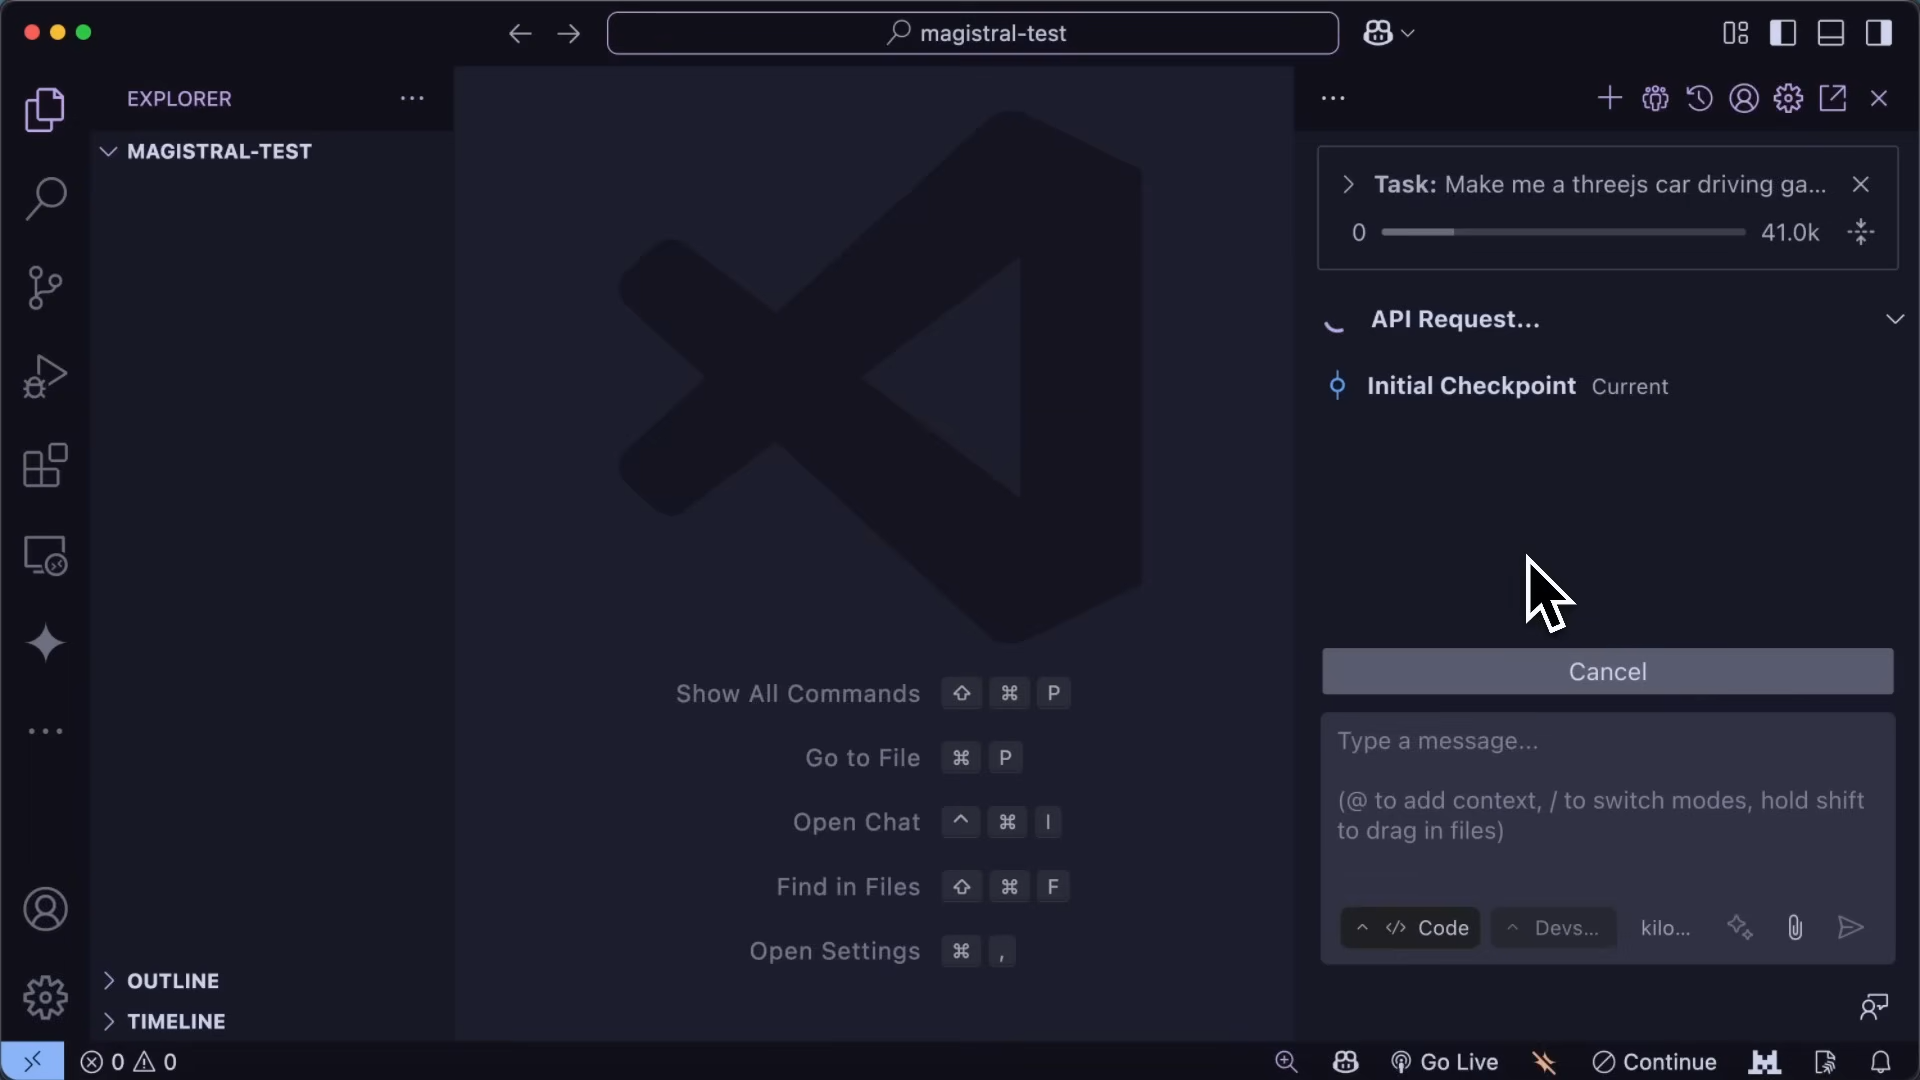 magistral-test
EXPLORER
MAGISTRAL-TEST
Task: Make me a threejs car driving ga...
0
41.0k
API Request...
Initial Checkpoint Current
Show All Commands ⇧ ⌘ P
Go to File ⌘ P
Open Chat ^ ⌘ I
Find in Files ⇧ ⌘ F
Open Settings ⌘ ,
Cancel
Type a message...
(@ to add context, / to switch modes, hold shift
to drag in files)
Code
Devs...
kilo...
OUTLINE
TIMELINE
0
0
Go Live
Continue